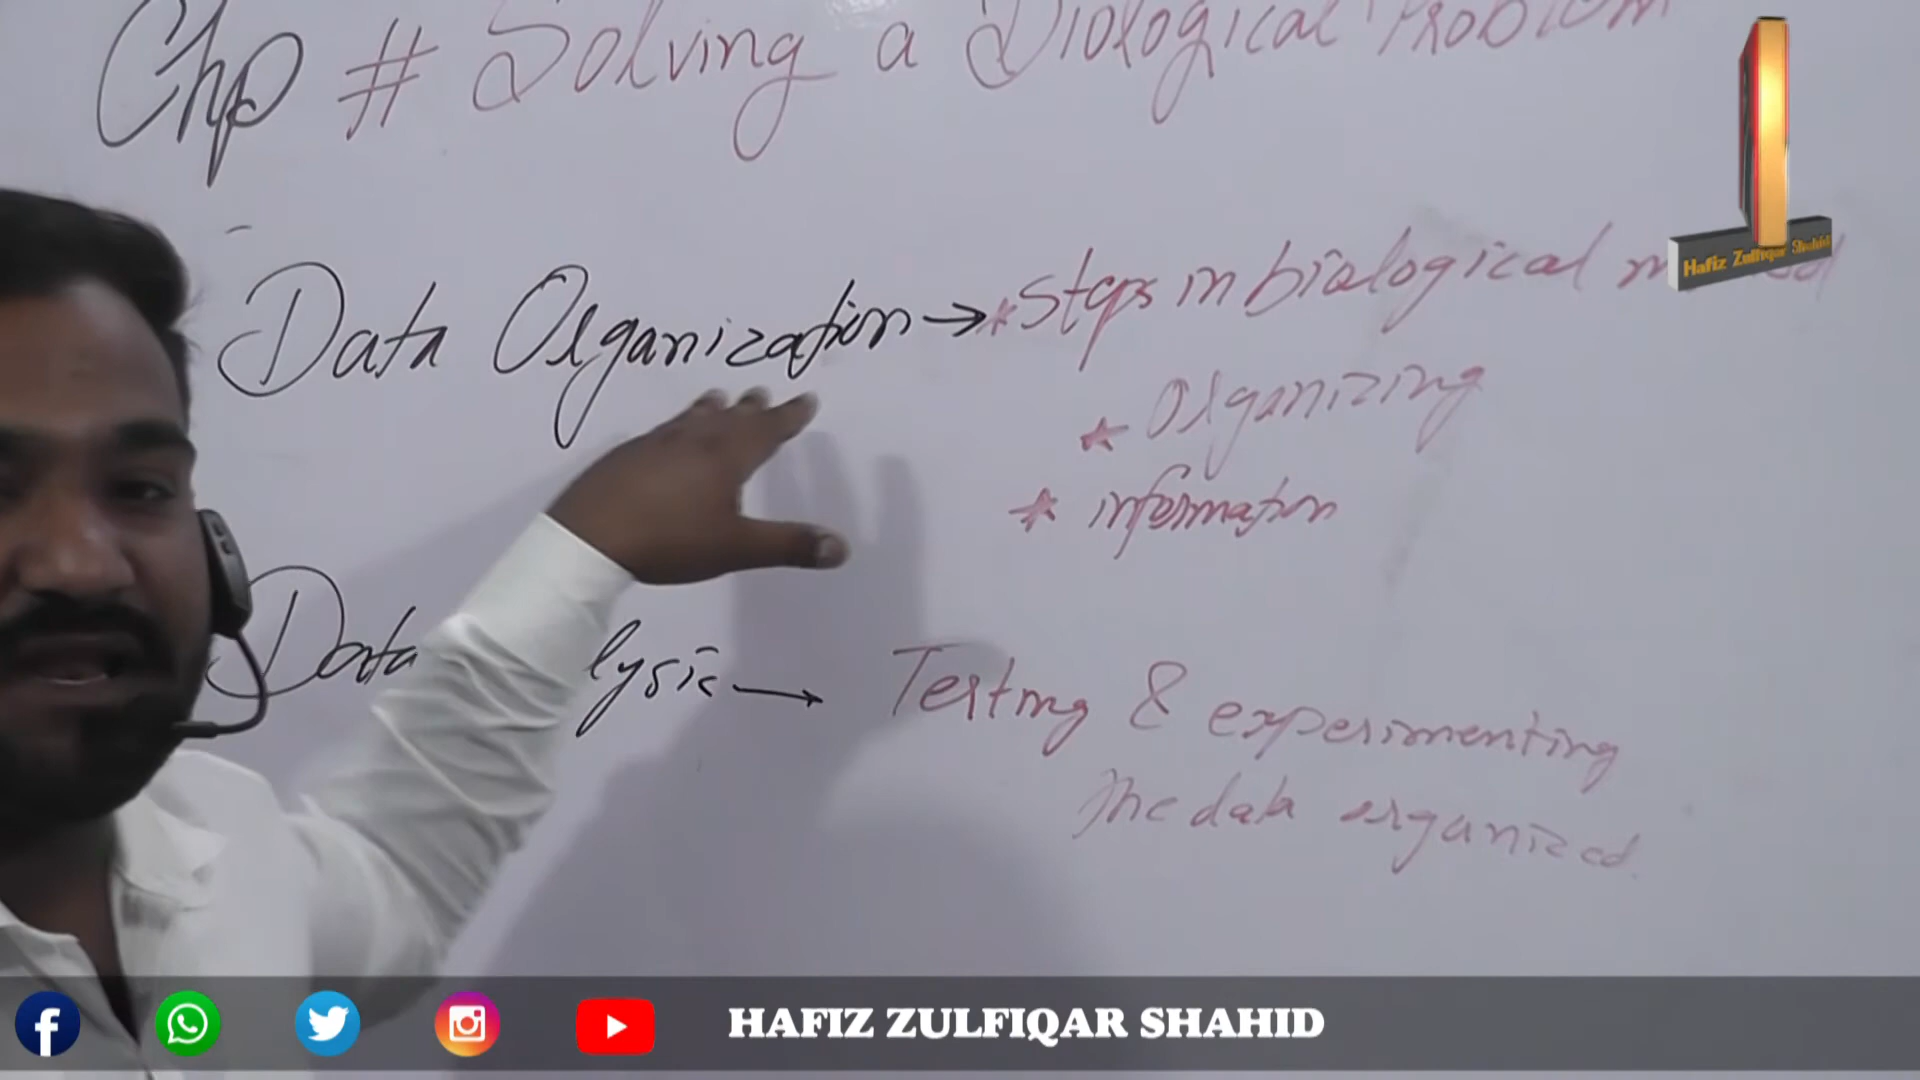 Chp # Solving a Biological Problem
Hafiz Zulfiqar Shahid
Data Organization → * Steps in biological
* Organizing
* information
Data lysis → Testing & experimenting
the data organized.
HAFIZ ZULFIQAR SHAHID